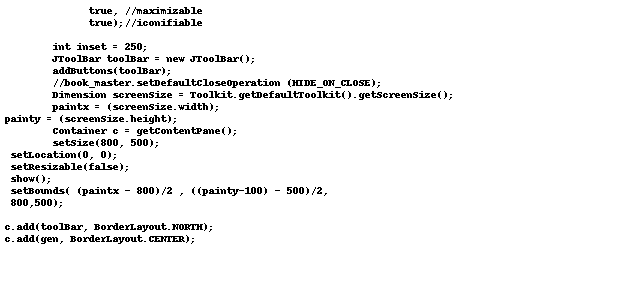 true, //maximizable
true);//iconifiable
int inset = 250;
JToolBar toolBar = new JToolBar();
addButtons(toolBar);
//book_master.setDefaultCloseOperation (HIDE_ON_CLOSE);
Dimension screenSize = Toolkit.getDefaultToolkit().getScreenSize();
paintx = (screenSize.width);
painty = (screenSize.height);
Container c = getContentPane();
setSize(800, 500);
setLocation(0, 0);
setResizable(false);
show();
setBounds( (paintx - 800)/2 , ((painty-100) - 500)/2,
800,500);
c.add(toolBar, BorderLayout.NORTH);
c.add(gen, BorderLayout.CENTER);